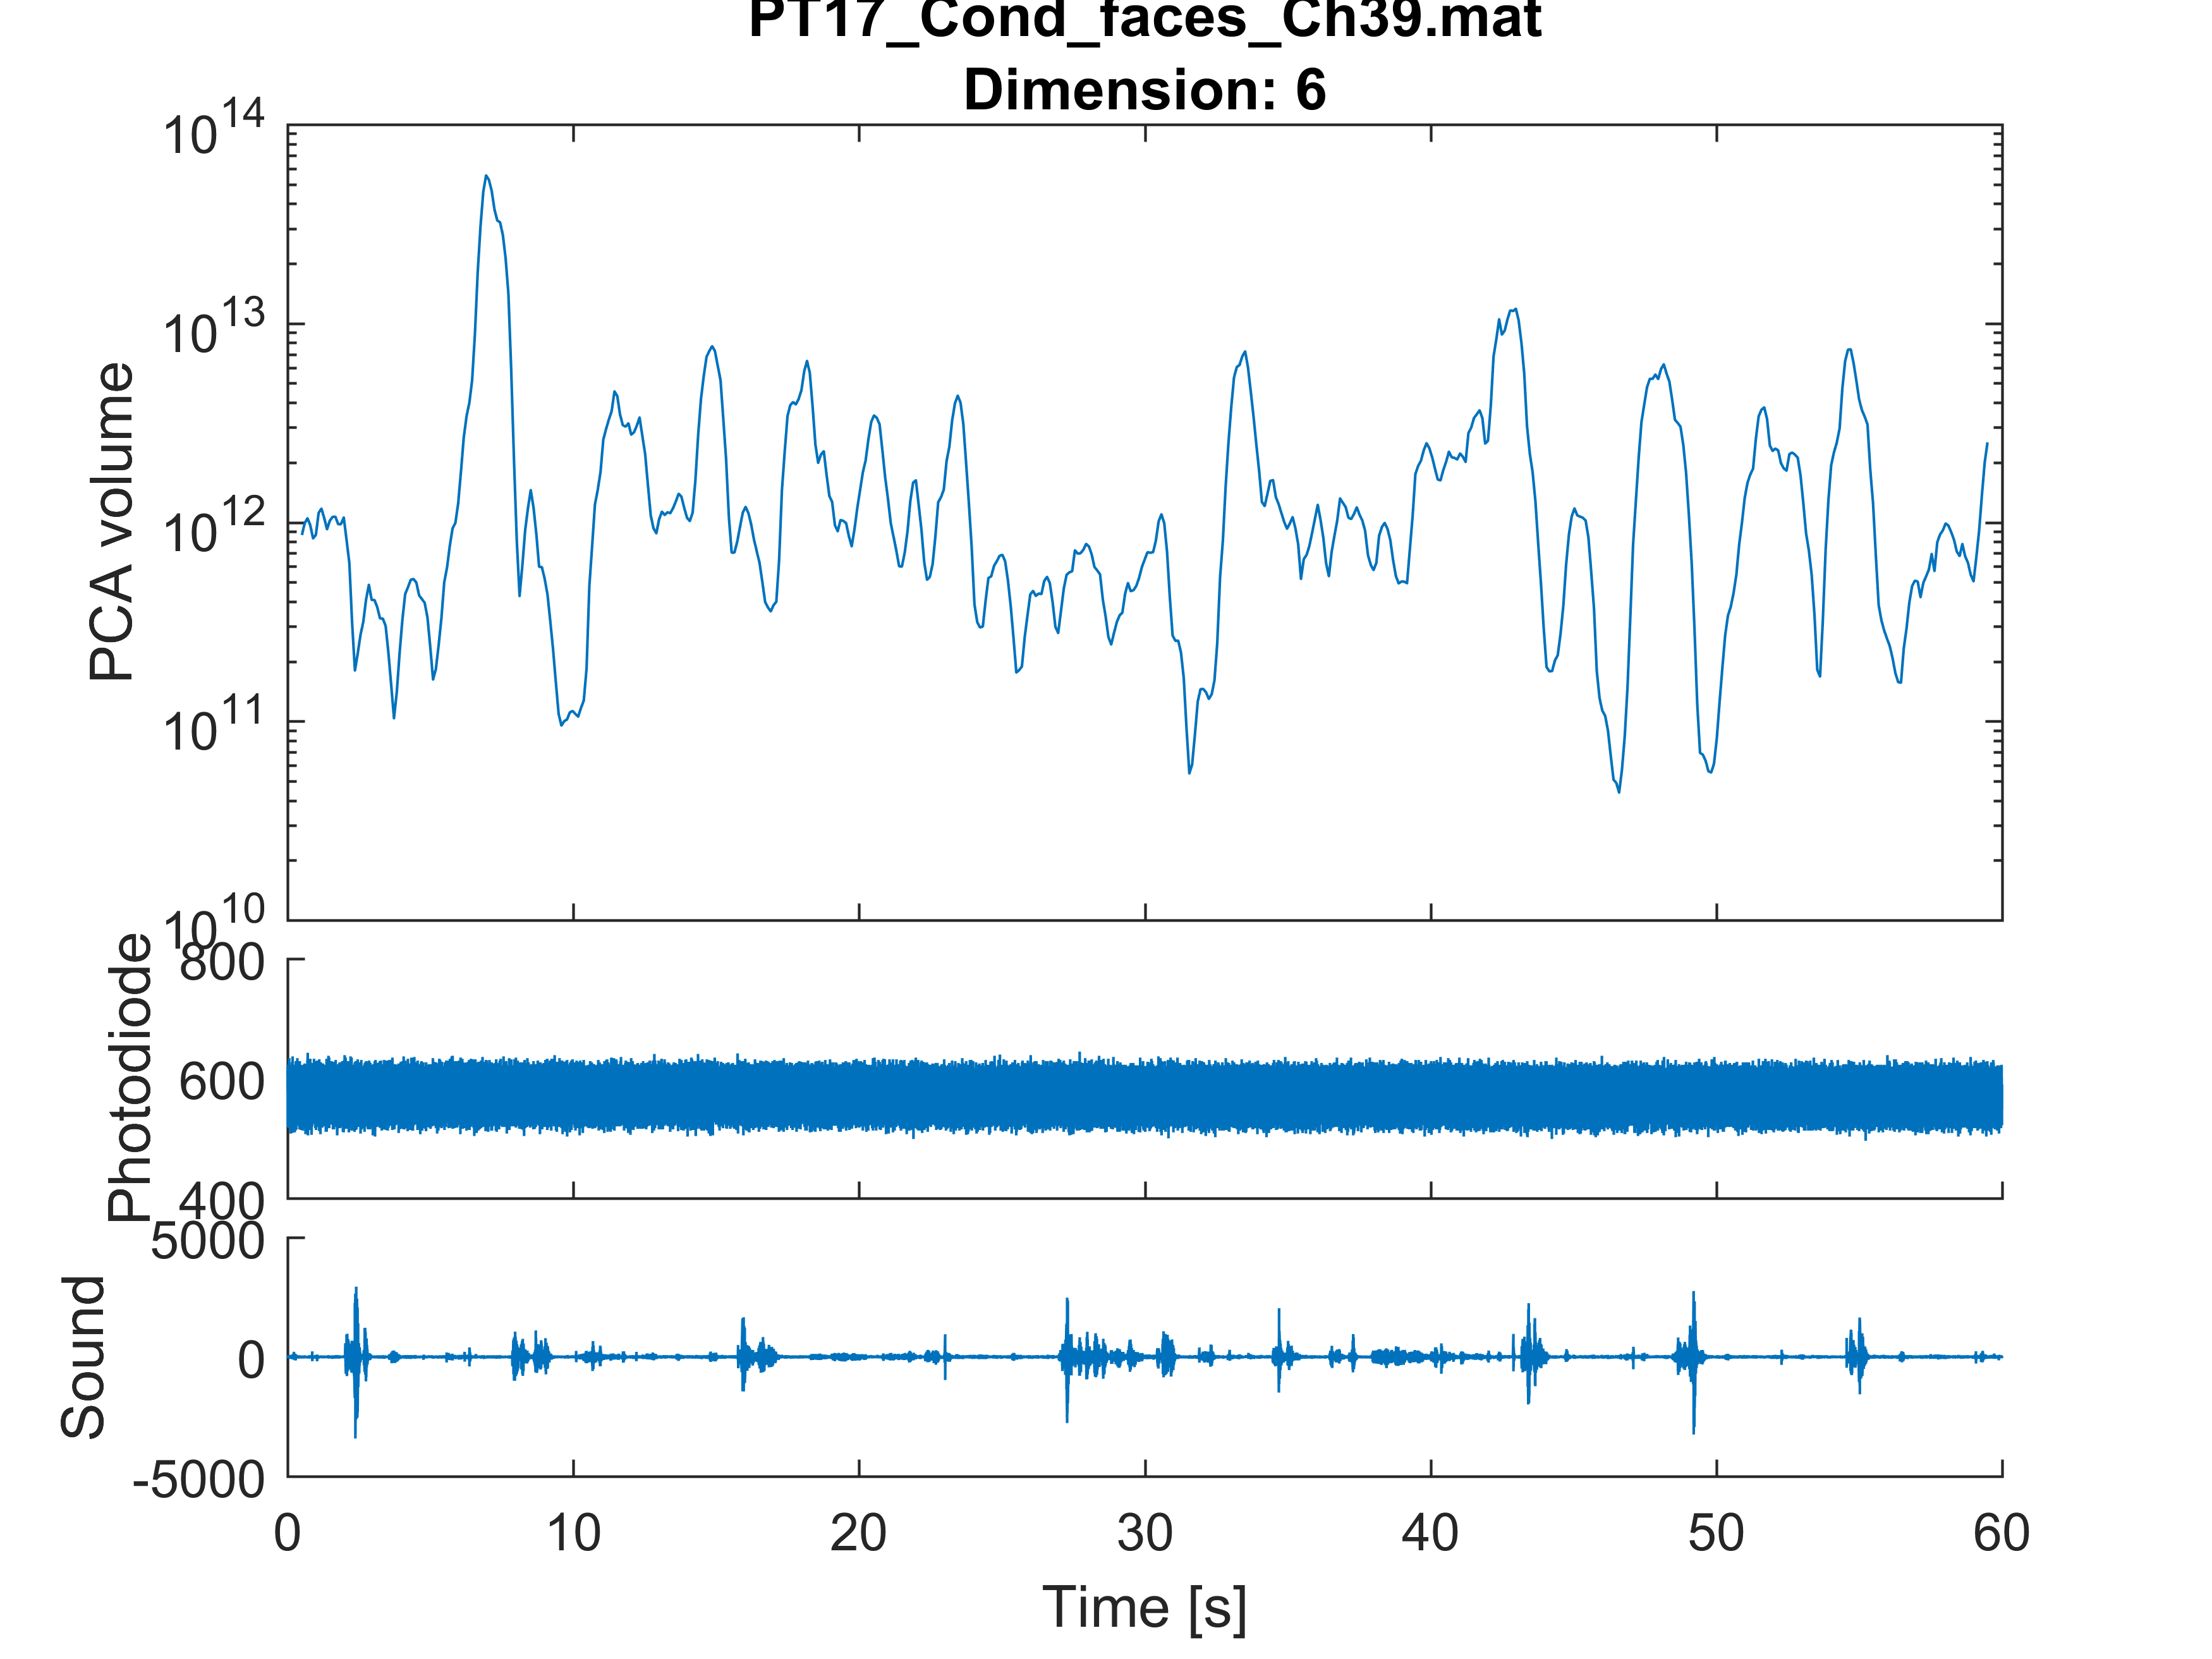 PT17_Cond_faces_Ch39.mat
Dimension: 6
PCA volume
10^14
10^13
10^12
10^11
10^10
Photodiode
800
600
400
Sound
5000
0
-5000
0 10 20 30 40 50 60
Time [s]